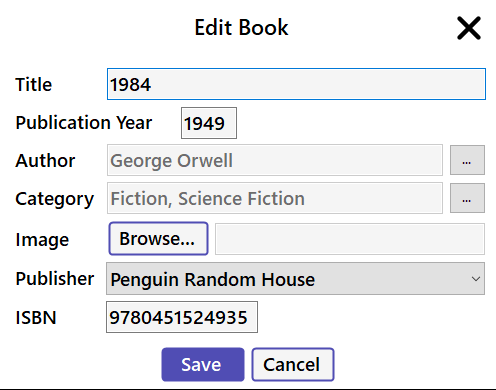 Edit Book
Title 1984
Publication Year 1949
Author George Orwell ...
Category Fiction, Science Fiction ...
Image Browse...
Publisher Penguin Random House
ISBN 9780451524935
Save Cancel